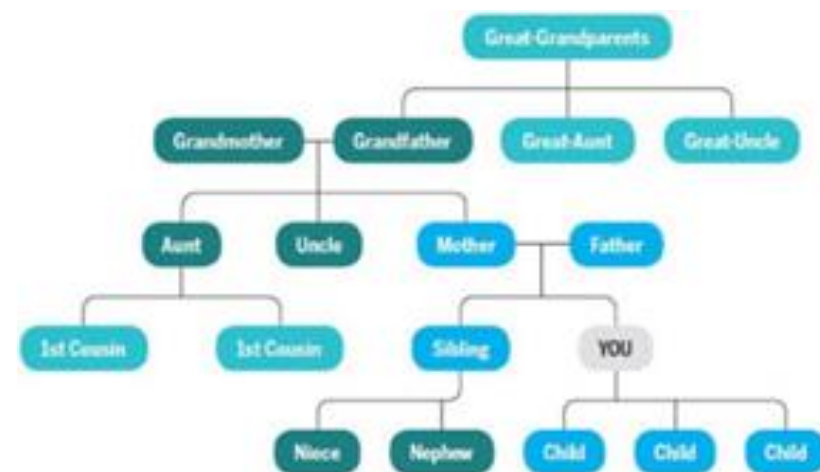 Great-Grandparents
Grandmother
Grandfather
Great-Aunt
Great-Uncle
Aunt
Uncle
Mother
Father
1st Cousin
1st Cousin
Sibling
YOU
Niece
Nephew
Child
Child
Child